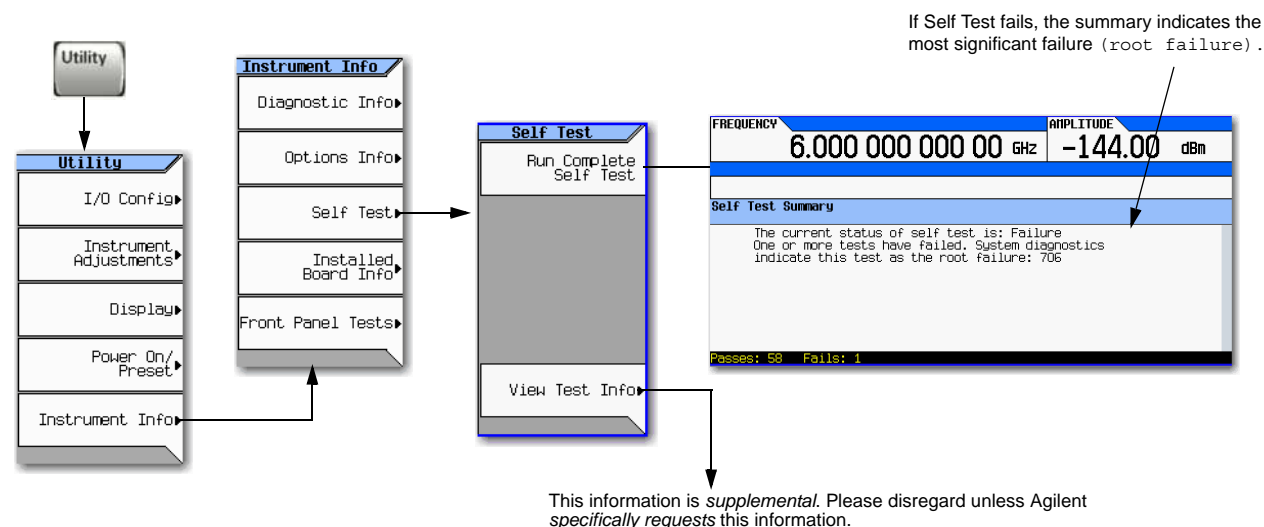 If Self Test fails, the summary indicates the
most significant failure (root failure).
Utility
Utility
I/O Config
Instrument
Adjustments
Display
Power On/
Preset
Instrument Info
Instrument Info
Diagnostic Info
Options Info
Self Test
Installed
Board Info
Front Panel Tests
Self Test
Run Complete
Self Test
View Test Info
FREQUENCY
6.000 000 000 00 GHz
AMPLITUDE
-144.00 dBm
Self Test Summary
The current status of self test is: Failure
One or more tests have failed. System diagnostics
indicate this test as the root failure: 706
Passes: 58 Fails: 1
This information is supplemental. Please disregard unless Agilent
specifically requests this information.